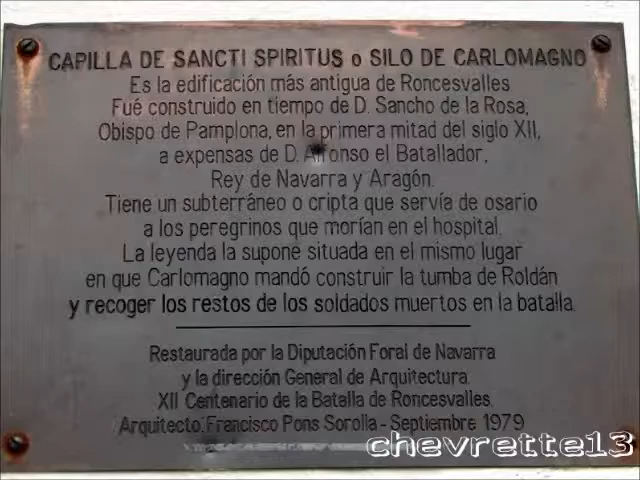 CAPILLA DE SANCTI SPIRITUS o SILO DE CARLOMAGNO
Es la edificación más antigua de Roncesvalles
Fué construido en tiempo de D. Sancho de la Rosa,
Obispo de Pamplona, en la primera mitad del siglo XII,
a expensas de D. Alfonso el Batallador,
Rey de Navarra y Aragón.
Tiene un subterráneo o cripta que servía de osario
a los peregrinos que morían en el hospital.
La leyenda la supone situada en el mismo lugar
en que Carlomagno mandó construir la tumba de Roldán
y recoger los restos de los soldados muertos en la batalla.
Restaurada por la Diputación Foral de Navarra
y la dirección General de Arquitectura.
XII Centenario de la Batalla de Roncesvalles.
Arquitecto: Francisco Pons Sorolla - Septiembre 1979
chevrette13